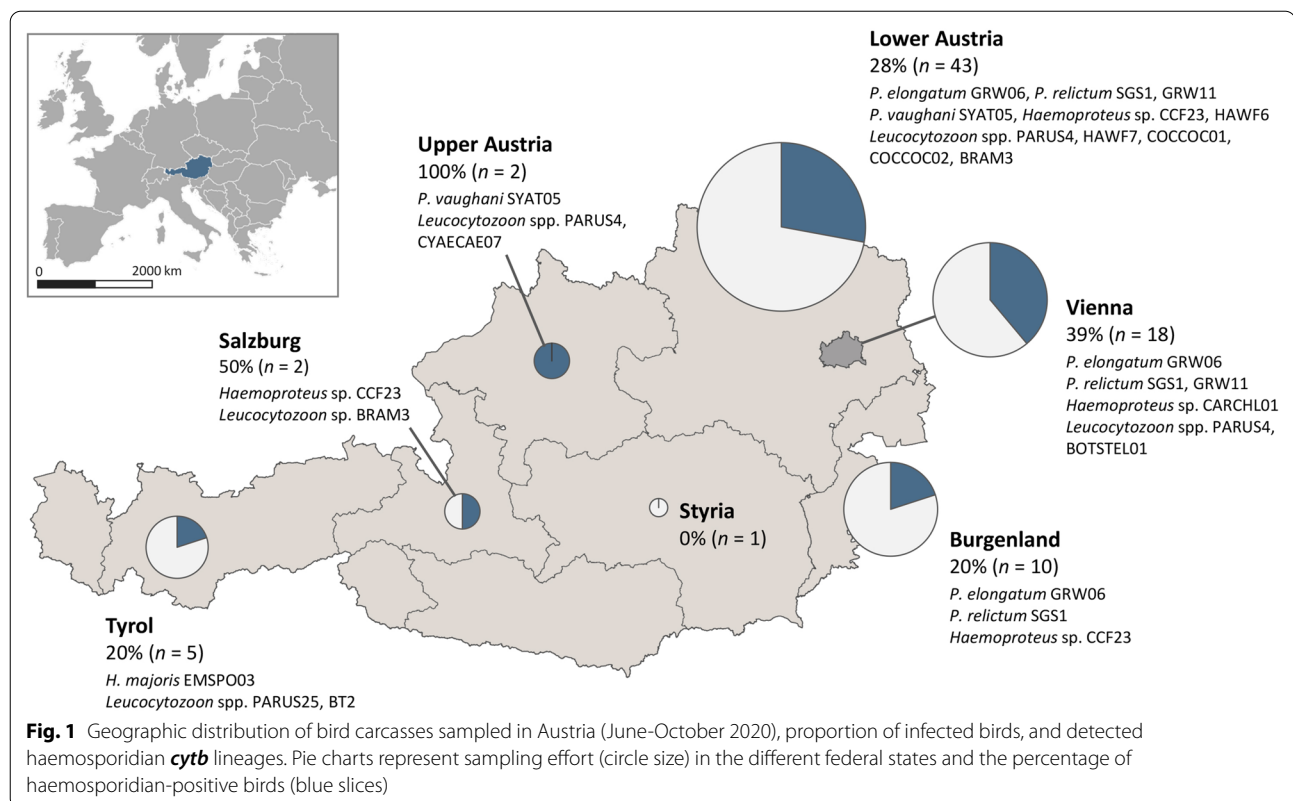 0 2000 km
Lower Austria
28% (n = 43)
P. elongatum GRW06, P. relictum SGS1, GRW11
P. vaughani SYAT05, Haemoproteus sp. CCF23, HAWF6
Leucocytozoon spp. PARUS4, HAWF7, COCCOC01,
COCCOC02, BRAM3
Upper Austria
100% (n = 2)
P. vaughani SYAT05
Leucocytozoon spp. PARUS4,
CYAECAE07
Vienna
39% (n = 18)
P. elongatum GRW06
P. relictum SGS1, GRW11
Haemoproteus sp. CARCHL01
Leucocytozoon spp. PARUS4,
BOTSTEL01
Salzburg
50% (n = 2)
Haemoproteus sp. CCF23
Leucocytozoon sp. BRAM3
Styria
0% (n = 1)
Burgenland
20% (n = 10)
P. elongatum GRW06
P. relictum SGS1
Haemoproteus sp. CCF23
Tyrol
20% (n = 5)
H. majoris EMSPO03
Leucocytozoon spp. PARUS25, BT2
Fig. 1 Geographic distribution of bird carcasses sampled in Austria (June-October 2020), proportion of infected birds, and detected
haemosporidian cytb lineages. Pie charts represent sampling effort (circle size) in the different federal states and the percentage of
haemosporidian-positive birds (blue slices)